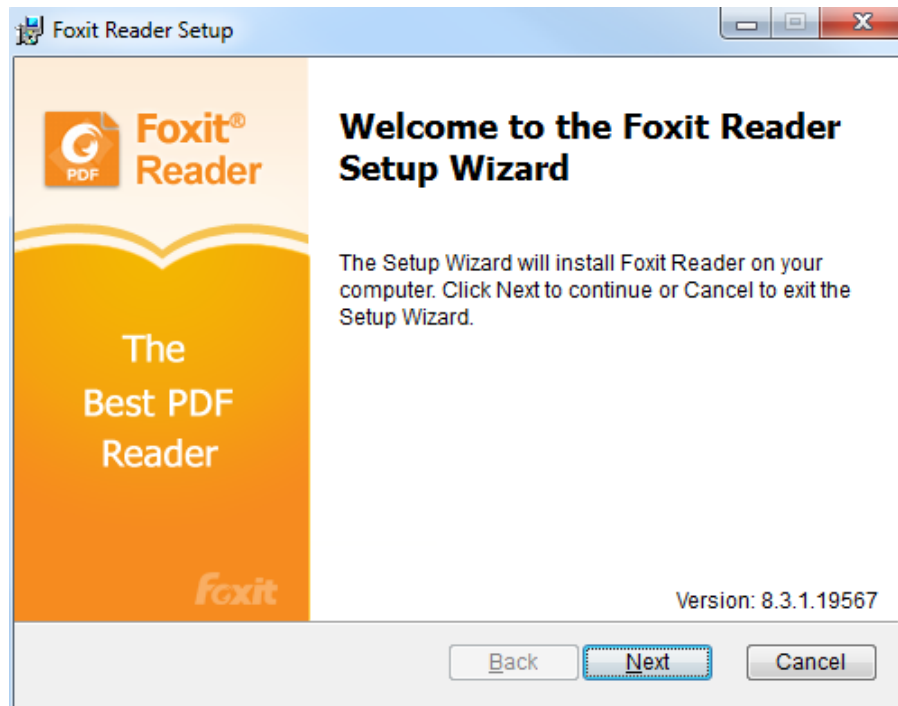 Foxit Reader Setup
Foxit®
Reader
PDF
The
Best PDF
Reader
Foxit
Welcome to the Foxit Reader
Setup Wizard
The Setup Wizard will install Foxit Reader on your
computer. Click Next to continue or Cancel to exit the
Setup Wizard.
Version: 8.3.1.19567
Back Next Cancel